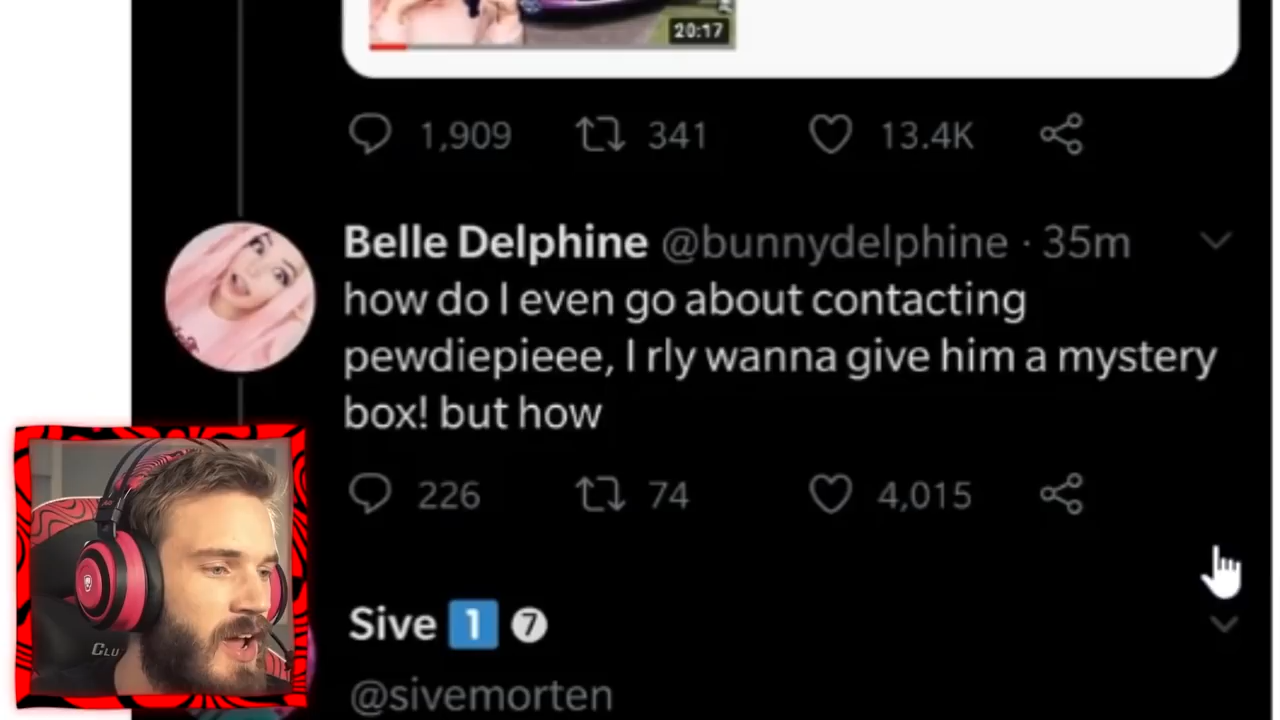 20:17
1,909 341 13.4K
Belle Delphine @bunnydelphine · 35m
how do I even go about contacting
pewdiepieee, I rly wanna give him a mystery
box! but how
226 74 4,015
Sive 1 7
@sivemorten
CLU